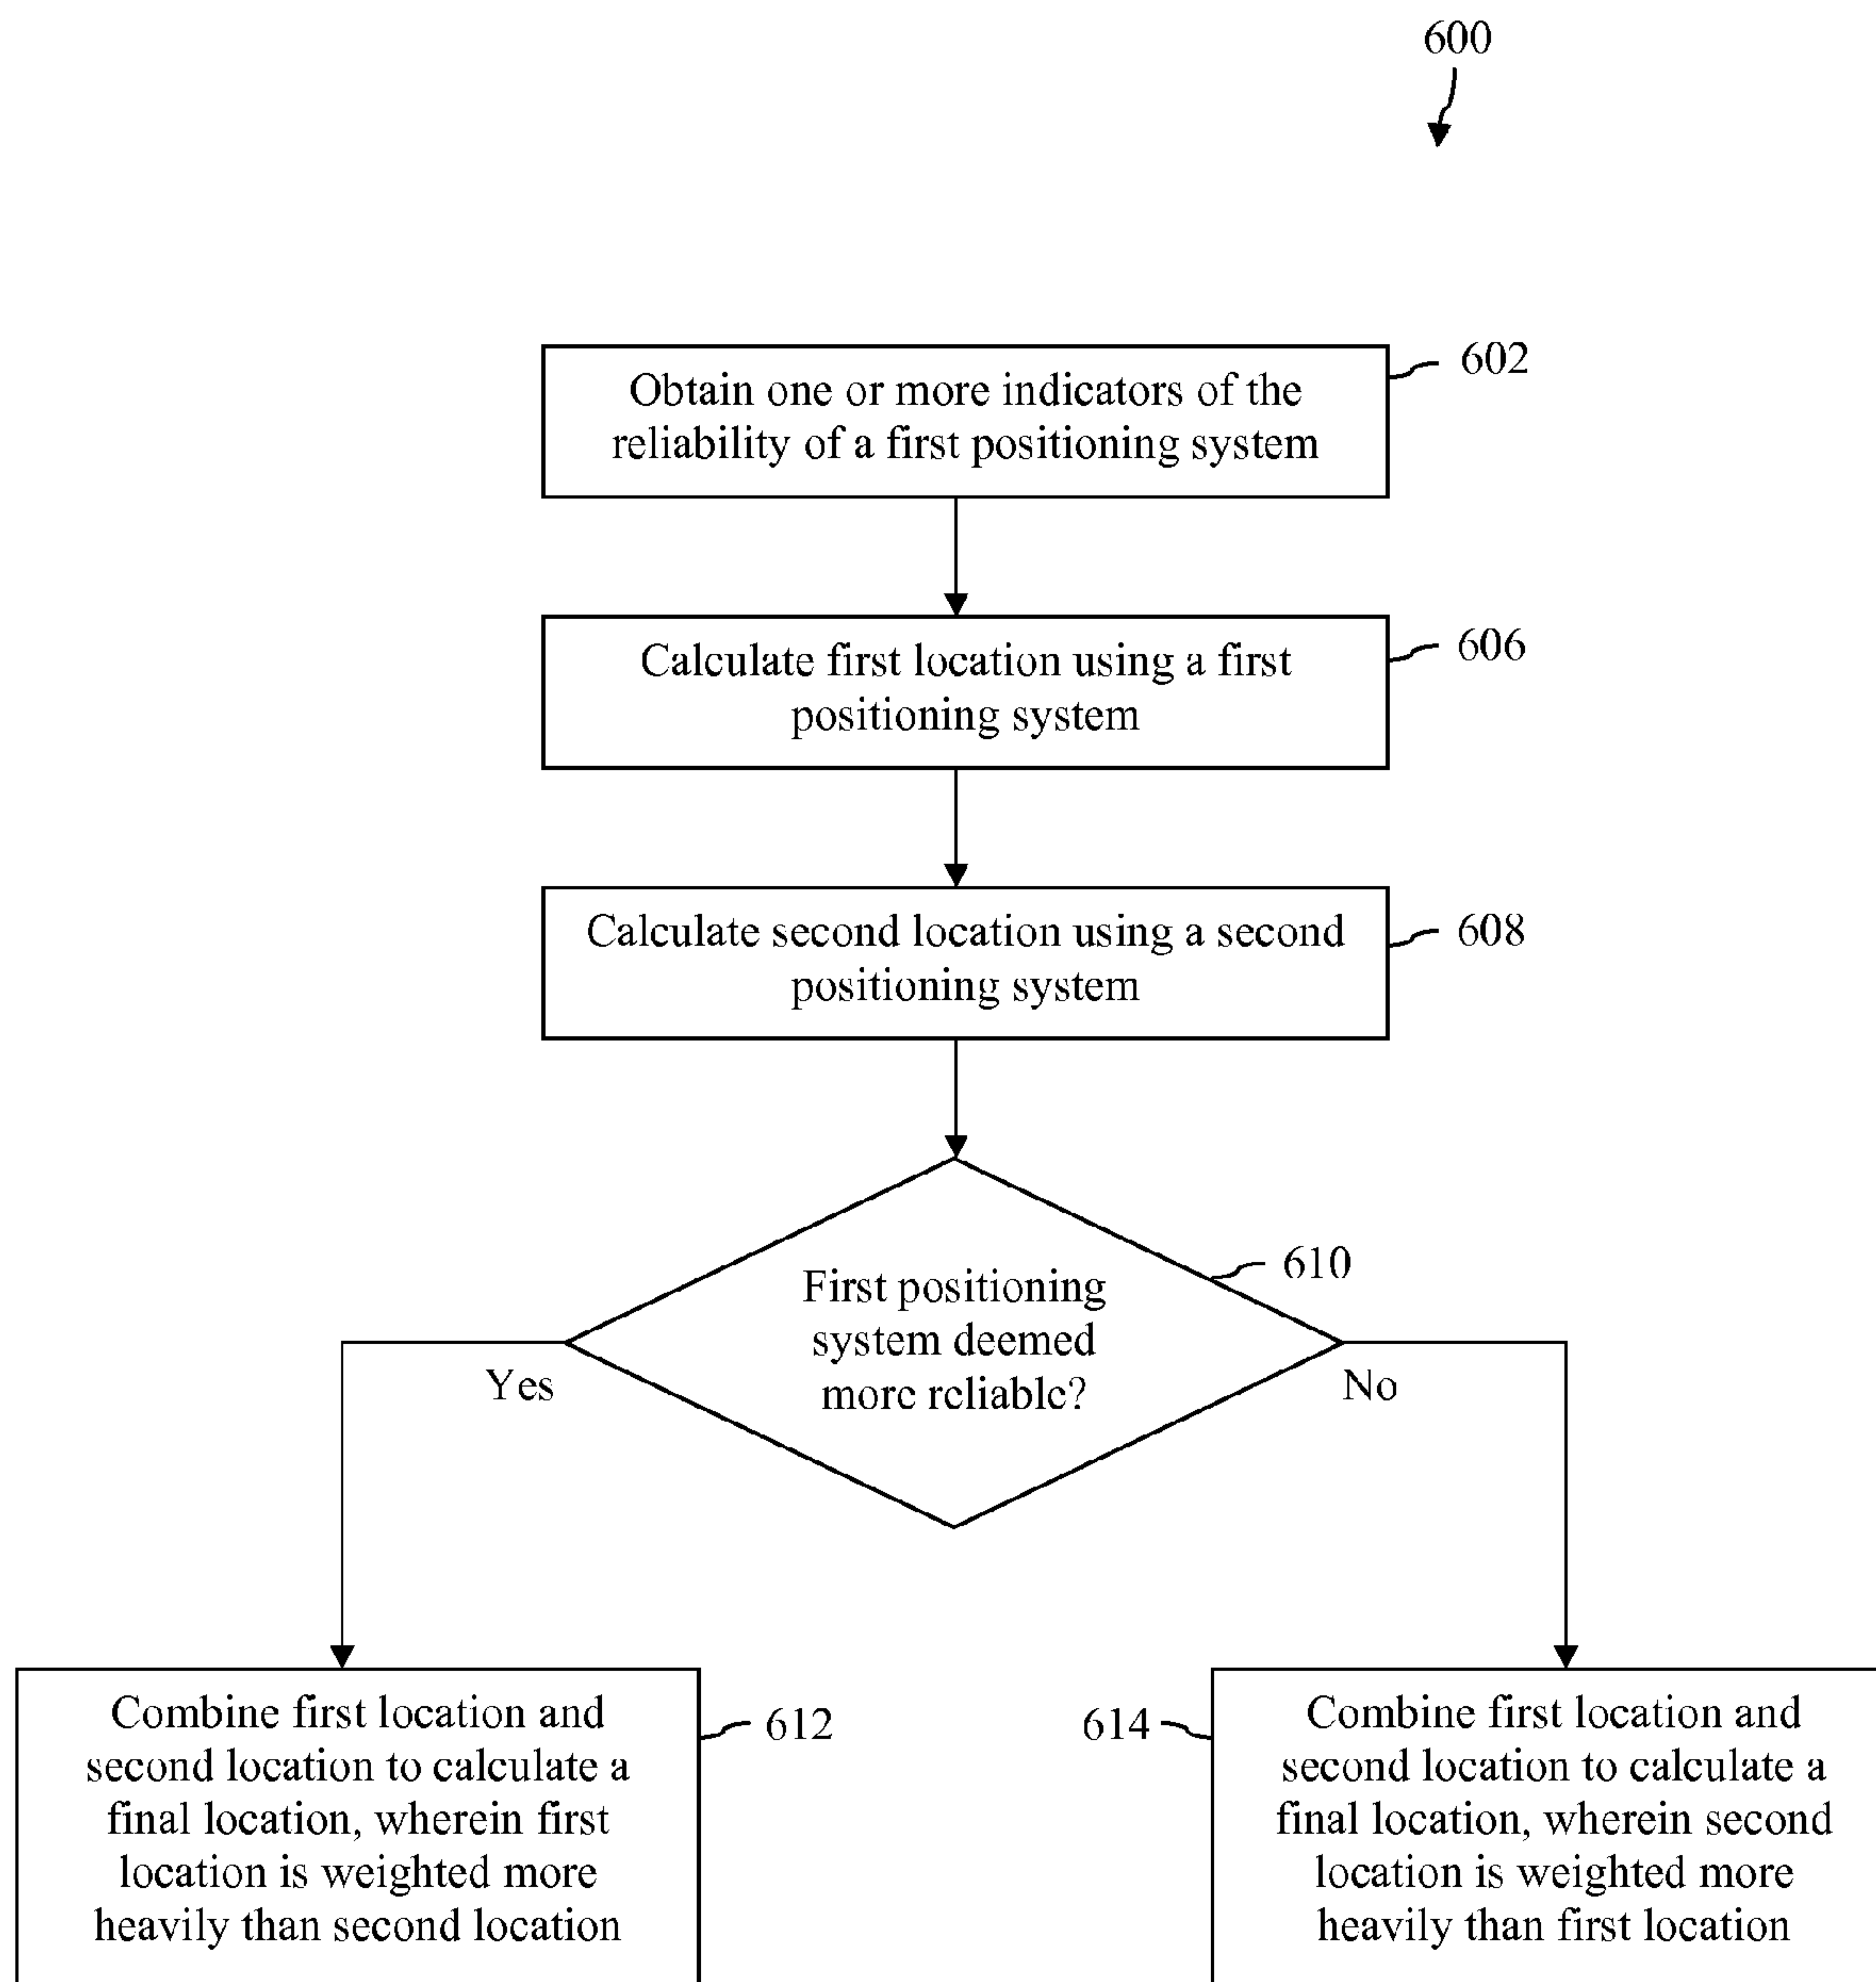 600
Obtain one or more indicators of the
reliability of a first positioning system
602
Calculate first location using a first
positioning system
606
Calculate second location using a second
positioning system
608
First positioning
system deemed
more reliable?
610
Yes
No
Combine first location and
second location to calculate a
final location, wherein first
location is weighted more
heavily than second location
612
614
Combine first location and
second location to calculate a
final location, wherein second
location is weighted more
heavily than first location